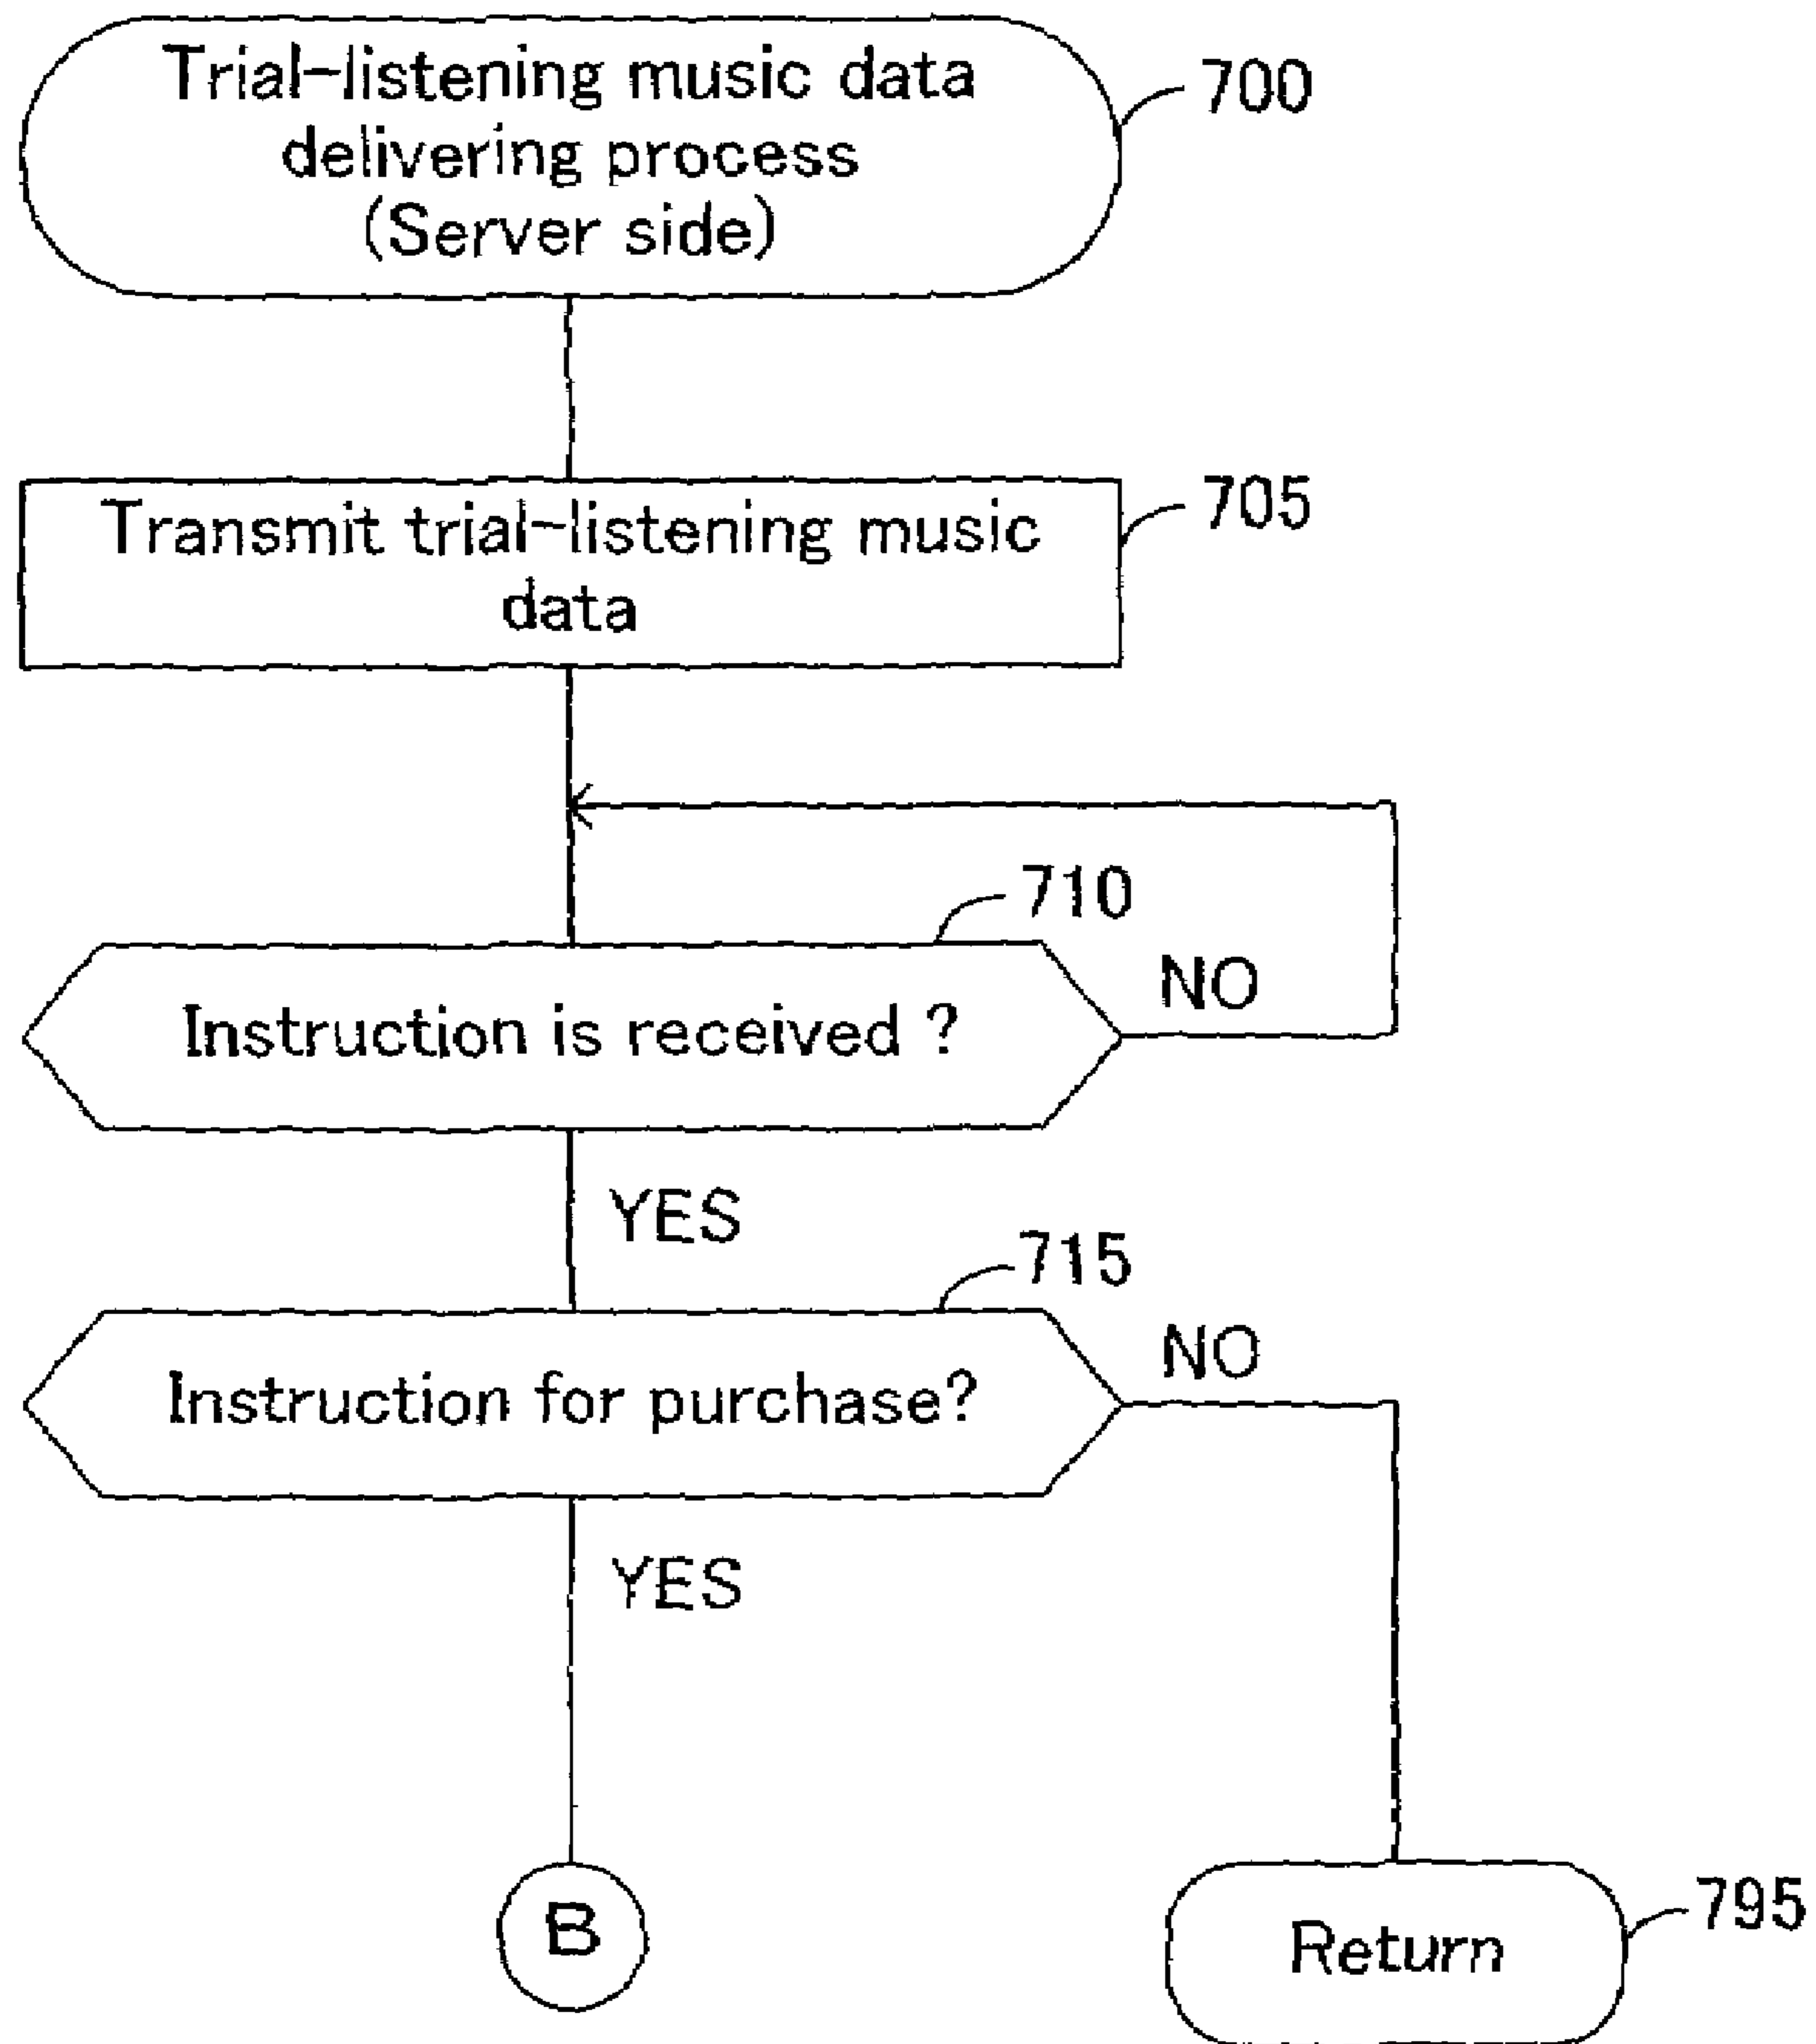 Trial-listening music data
delivering process
(Server side)
700
Transmit trial-listening music
data
705
710
Instruction is received ?
NO
YES
715
Instruction for purchase?
NO
YES
B
Return
795